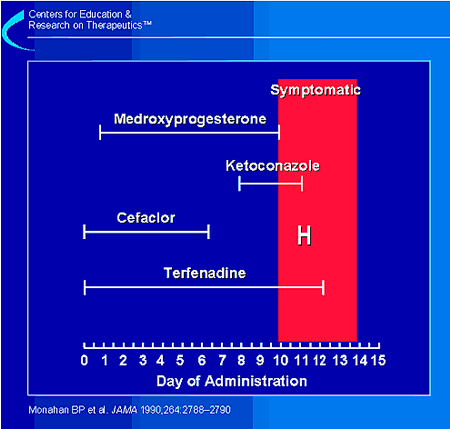 Centers for Education &
Research on Therapeutics™
Symptomatic
Medroxyprogesterone
Ketoconazole
Cefaclor
H
Terfenadine
0 1 2 3 4 5 6 7 8 9 10 11 12 13 14 15
Day of Administration
Monahan BP et al. JAMA 1990;264:2788–2790